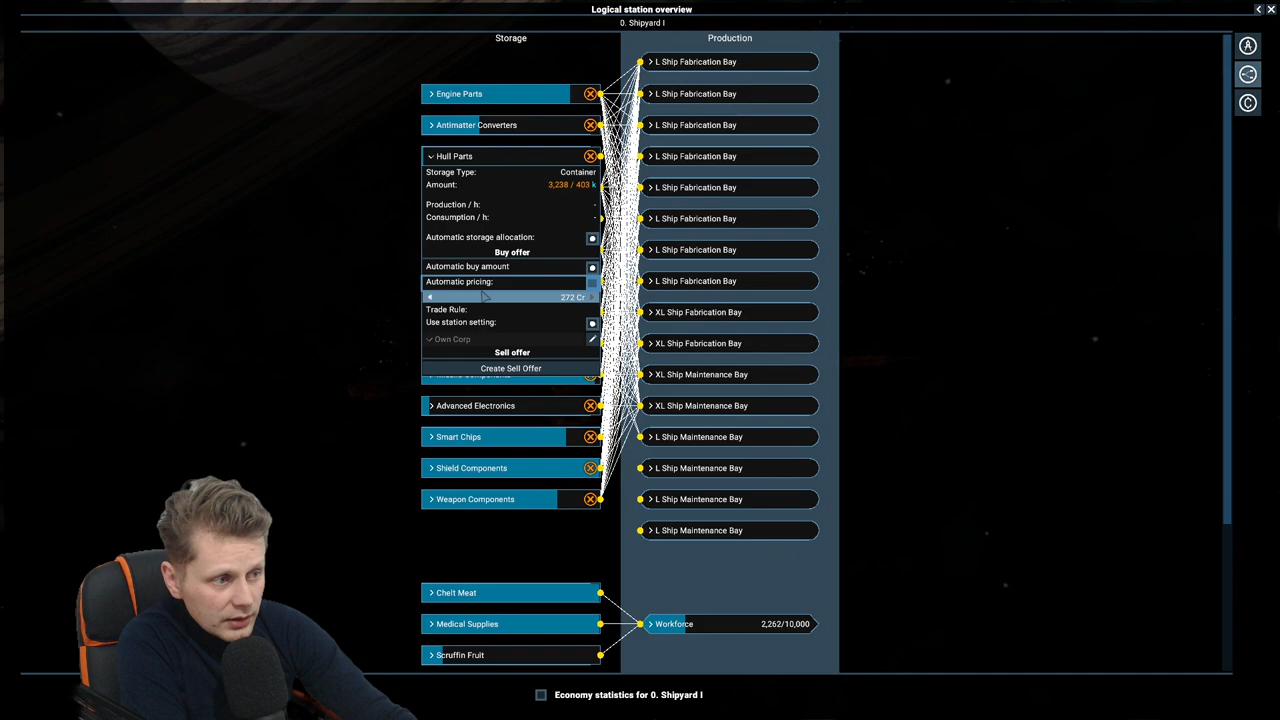 Logical station overview
0. Shipyard I
Storage
Production
Engine Parts
Antimatter Converters
Hull Parts
Storage Type: Container
Amount: 3,238 / 403 k
Production / h: -
Consumption / h: -
Automatic storage allocation:
Buy offer
Automatic buy amount
Automatic pricing:
272 Cr
Trade Rule:
Use station setting:
Own Corp
Sell offer
Create Sell Offer
Advanced Electronics
Smart Chips
Shield Components
Weapon Components
Chelt Meat
Medical Supplies
Scruffin Fruit
L Ship Fabrication Bay
L Ship Fabrication Bay
L Ship Fabrication Bay
L Ship Fabrication Bay
L Ship Fabrication Bay
L Ship Fabrication Bay
L Ship Fabrication Bay
L Ship Fabrication Bay
XL Ship Fabrication Bay
XL Ship Fabrication Bay
XL Ship Maintenance Bay
XL Ship Maintenance Bay
L Ship Maintenance Bay
L Ship Maintenance Bay
L Ship Maintenance Bay
L Ship Maintenance Bay
Workforce 2,262/10,000
Economy statistics for 0. Shipyard I